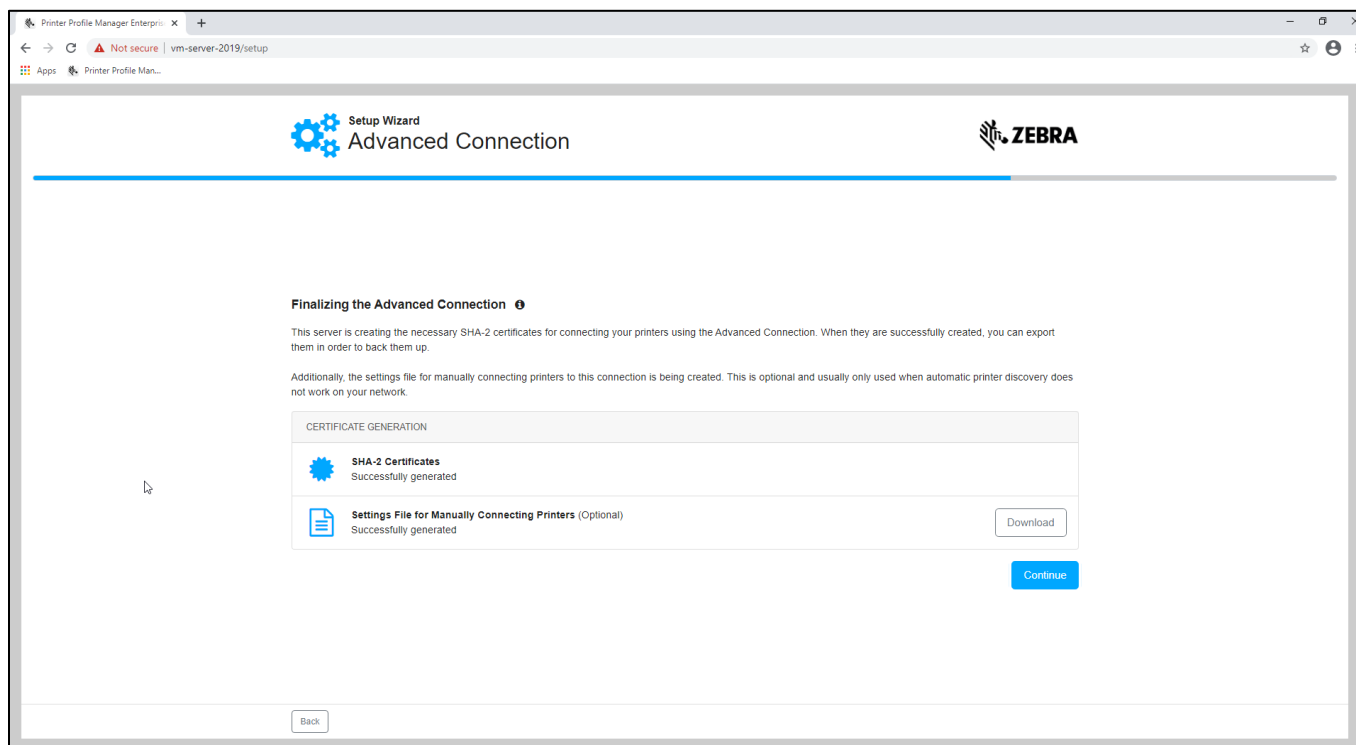 Printer Profile Manager Enterpris
Not secure | vm-server-2019/setup
Apps Printer Profile Man...
Setup Wizard
Advanced Connection
ZEBRA
Finalizing the Advanced Connection
This server is creating the necessary SHA-2 certificates for connecting your printers using the Advanced Connection. When they are successfully created, you can export
them in order to back them up.
Additionally, the settings file for manually connecting printers to this connection is being created. This is optional and usually only used when automatic printer discovery does
not work on your network.
CERTIFICATE GENERATION
SHA-2 Certificates
Successfully generated
Settings File for Manually Connecting Printers (Optional)
Successfully generated
Download
Continue
Back